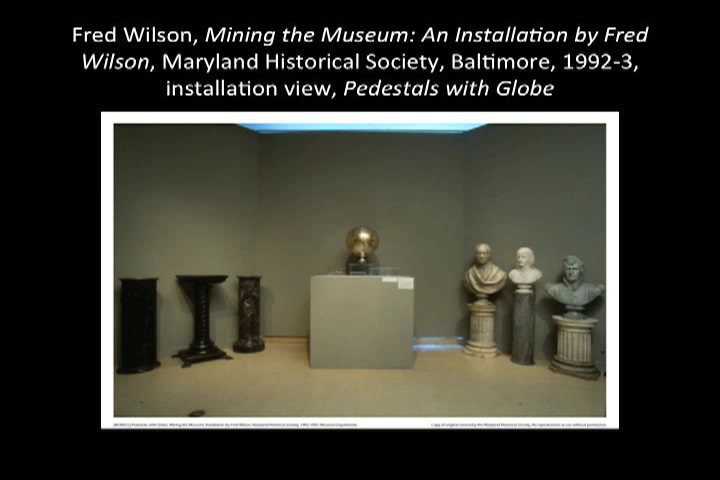 Fred Wilson, Mining the Museum: An Installation by Fred
Wilson, Maryland Historical Society, Baltimore, 1992-3,
installation view, Pedestals with Globe